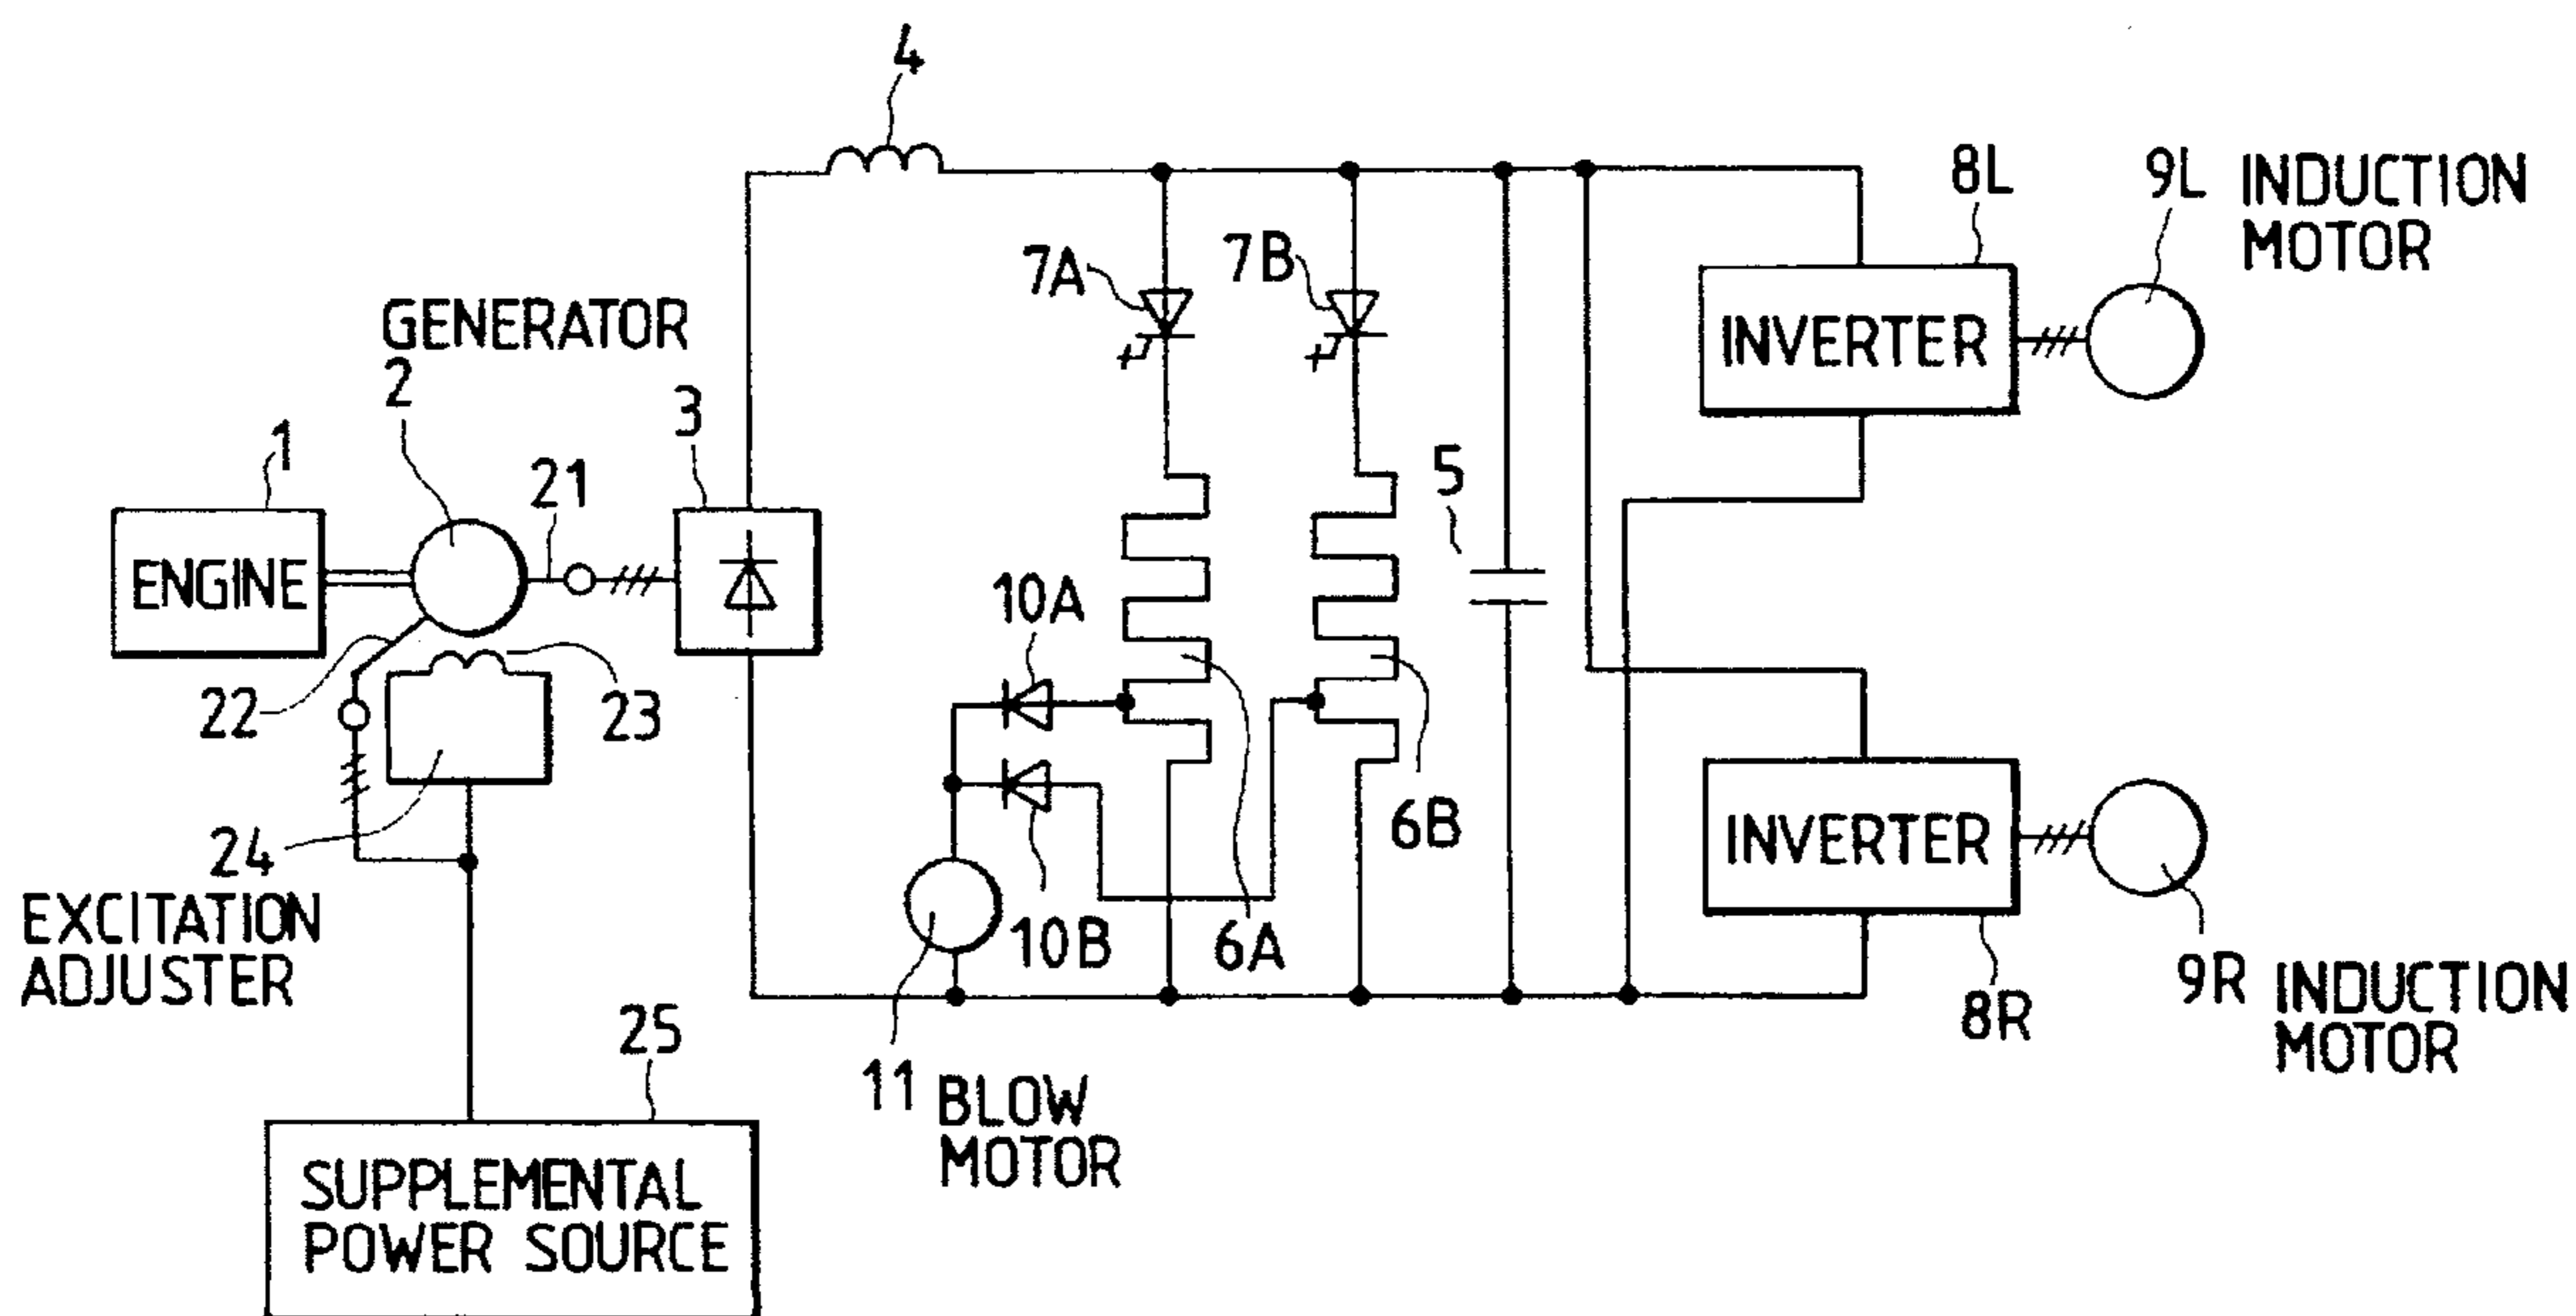 4
8L
9L INDUCTION
MOTOR
7A
7B
INVERTER
GENERATOR
2
3
1
21
5
ENGINE
10A
22
23
6B
24
EXCITATION
ADJUSTER
10B
6A
INVERTER
9R INDUCTION
MOTOR
8R
25
11 BLOW
MOTOR
SUPPLEMENTAL
POWER SOURCE